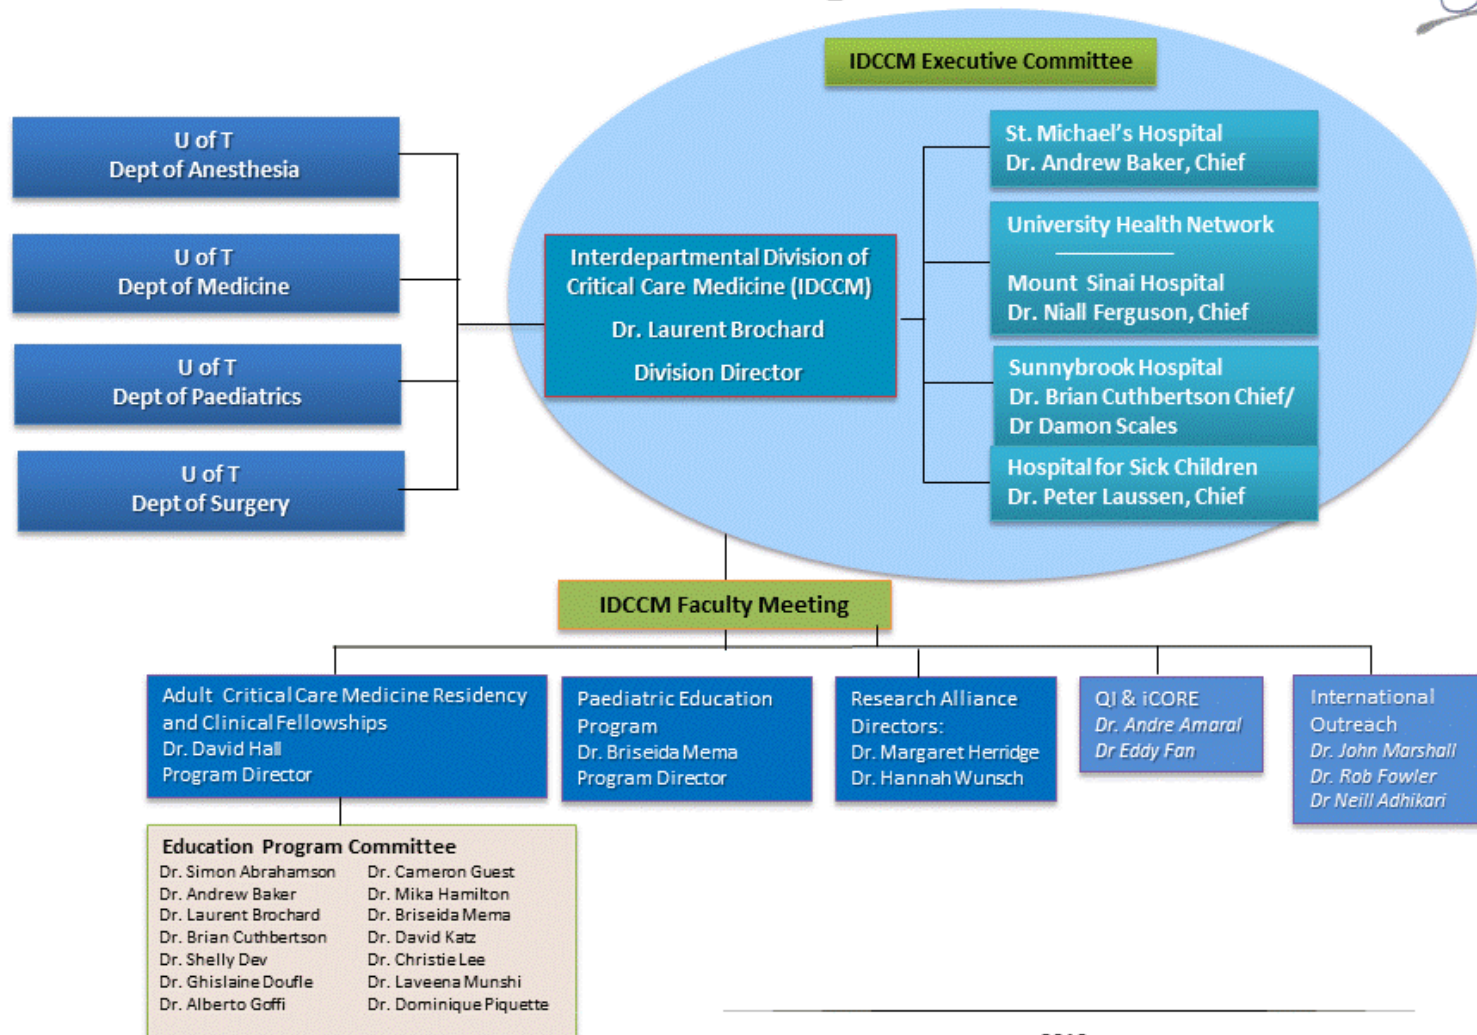 IDCCM Executive Committee
U of T
Dept of Anesthesia
U of T
Dept of Medicine
U of T
Dept of Paediatrics
U of T
Dept of Surgery
Interdepartmental Division of
Critical Care Medicine (IDCCM)
Dr. Laurent Brochard
Division Director
St. Michael's Hospital
Dr. Andrew Baker, Chief
University Health Network
Mount Sinai Hospital
Dr. Niall Ferguson, Chief
Sunnybrook Hospital
Dr. Brian Cuthbertson Chief/
Dr Damon Scales
Hospital for Sick Children
Dr. Peter Laussen, Chief
IDCCM Faculty Meeting
Adult Critical Care Medicine Residency
and Clinical Fellowships
Dr. David Hall
Program Director
Paediatric Education
Program
Dr. Briseida Mema
Program Director
Research Alliance
Directors:
Dr. Margaret Herridge
Dr. Hannah Wunsch
QI & iCORE
Dr. Andre Amaral
Dr Eddy Fan
International
Outreach
Dr. John Marshall
Dr. Rob Fowler
Dr Neill Adhikari
Education Program Committee
Dr. Simon Abrahamson
Dr. Andrew Baker
Dr. Laurent Brochard
Dr. Brian Cuthbertson
Dr. Shelly Dev
Dr. Ghislaine Doufle
Dr. Alberto Goffi
Dr. Cameron Guest
Dr. Mika Hamilton
Dr. Briseida Mema
Dr. David Katz
Dr. Christie Lee
Dr. Laveena Munshi
Dr. Dominique Piquette